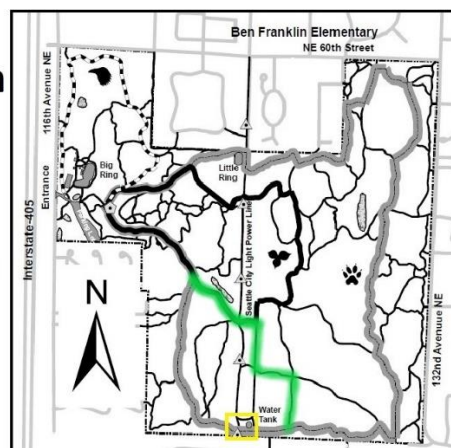 Ben Franklin Elementary
NE 60th Street
116th Avenue NE
Big
Ring
Little
Ring
Entrance
Interstate-405
Seattle City Light Power Line
N
132nd Avenuue NE
Water
Tank